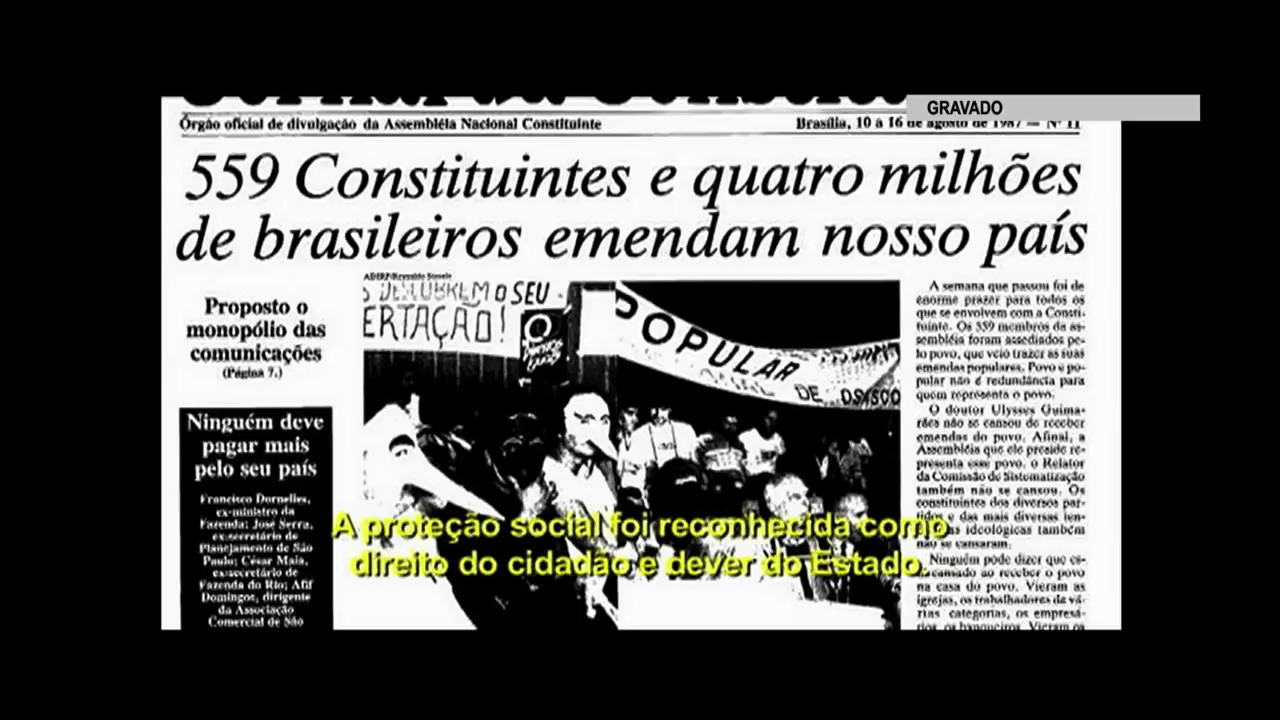 GRAVADO
Órgão oficial de divulgação da Assembléia Nacional Constituinte
Brasília, 10 a 16 de agosto de 1987 — Nº 11
559 Constituintes e quatro milhões
de brasileiros emendam nosso país
Proposto o
monopólio das
comunicações
(Página 7.)
Ninguém deve
pagar mais
pelo seu país
Francisco Dornelles,
ex-ministro da
Fazenda; José Serra,
ex-secretário de
Planejamento de São
Paulo; César Maia,
ex-secretário de
Fazenda do Rio; Afif
Domingos, dirigente
da Associação
Comercial de São
O SEU
ERTAÇÃO!
POPULAR
DE OSASCO
A semana que passou foi de
enorme prazer para todos os
que se envolvem com a Consti-
tuinte. Os 559 membros da as-
sembléia foram assediados pe-
lo povo, que veio trazer as suas
emendas populares. Povo e po-
pular não é redundância para
quem representa o povo.
O doutor Ulysses Guima-
rães não se cansou de receber
emendas do povo. Afinal, a
Assembléia que ele preside re-
presenta esse povo, o Relator
da Comissão de Sistematização
também não se cansou. Os
constituintes dos diversos par-
e das mais diversas ten-
ideológicas também
não se cansaram.
Ninguém pode dizer que es-
cansado ao receber o povo
na casa do povo. Vieram as
igrejas, os trabalhadores de vá-
rias categorias, os empresá-
rios, os banqueiros. Vieram os
A proteção social foi reconhecida como
direito do cidadão e dever do Estado.